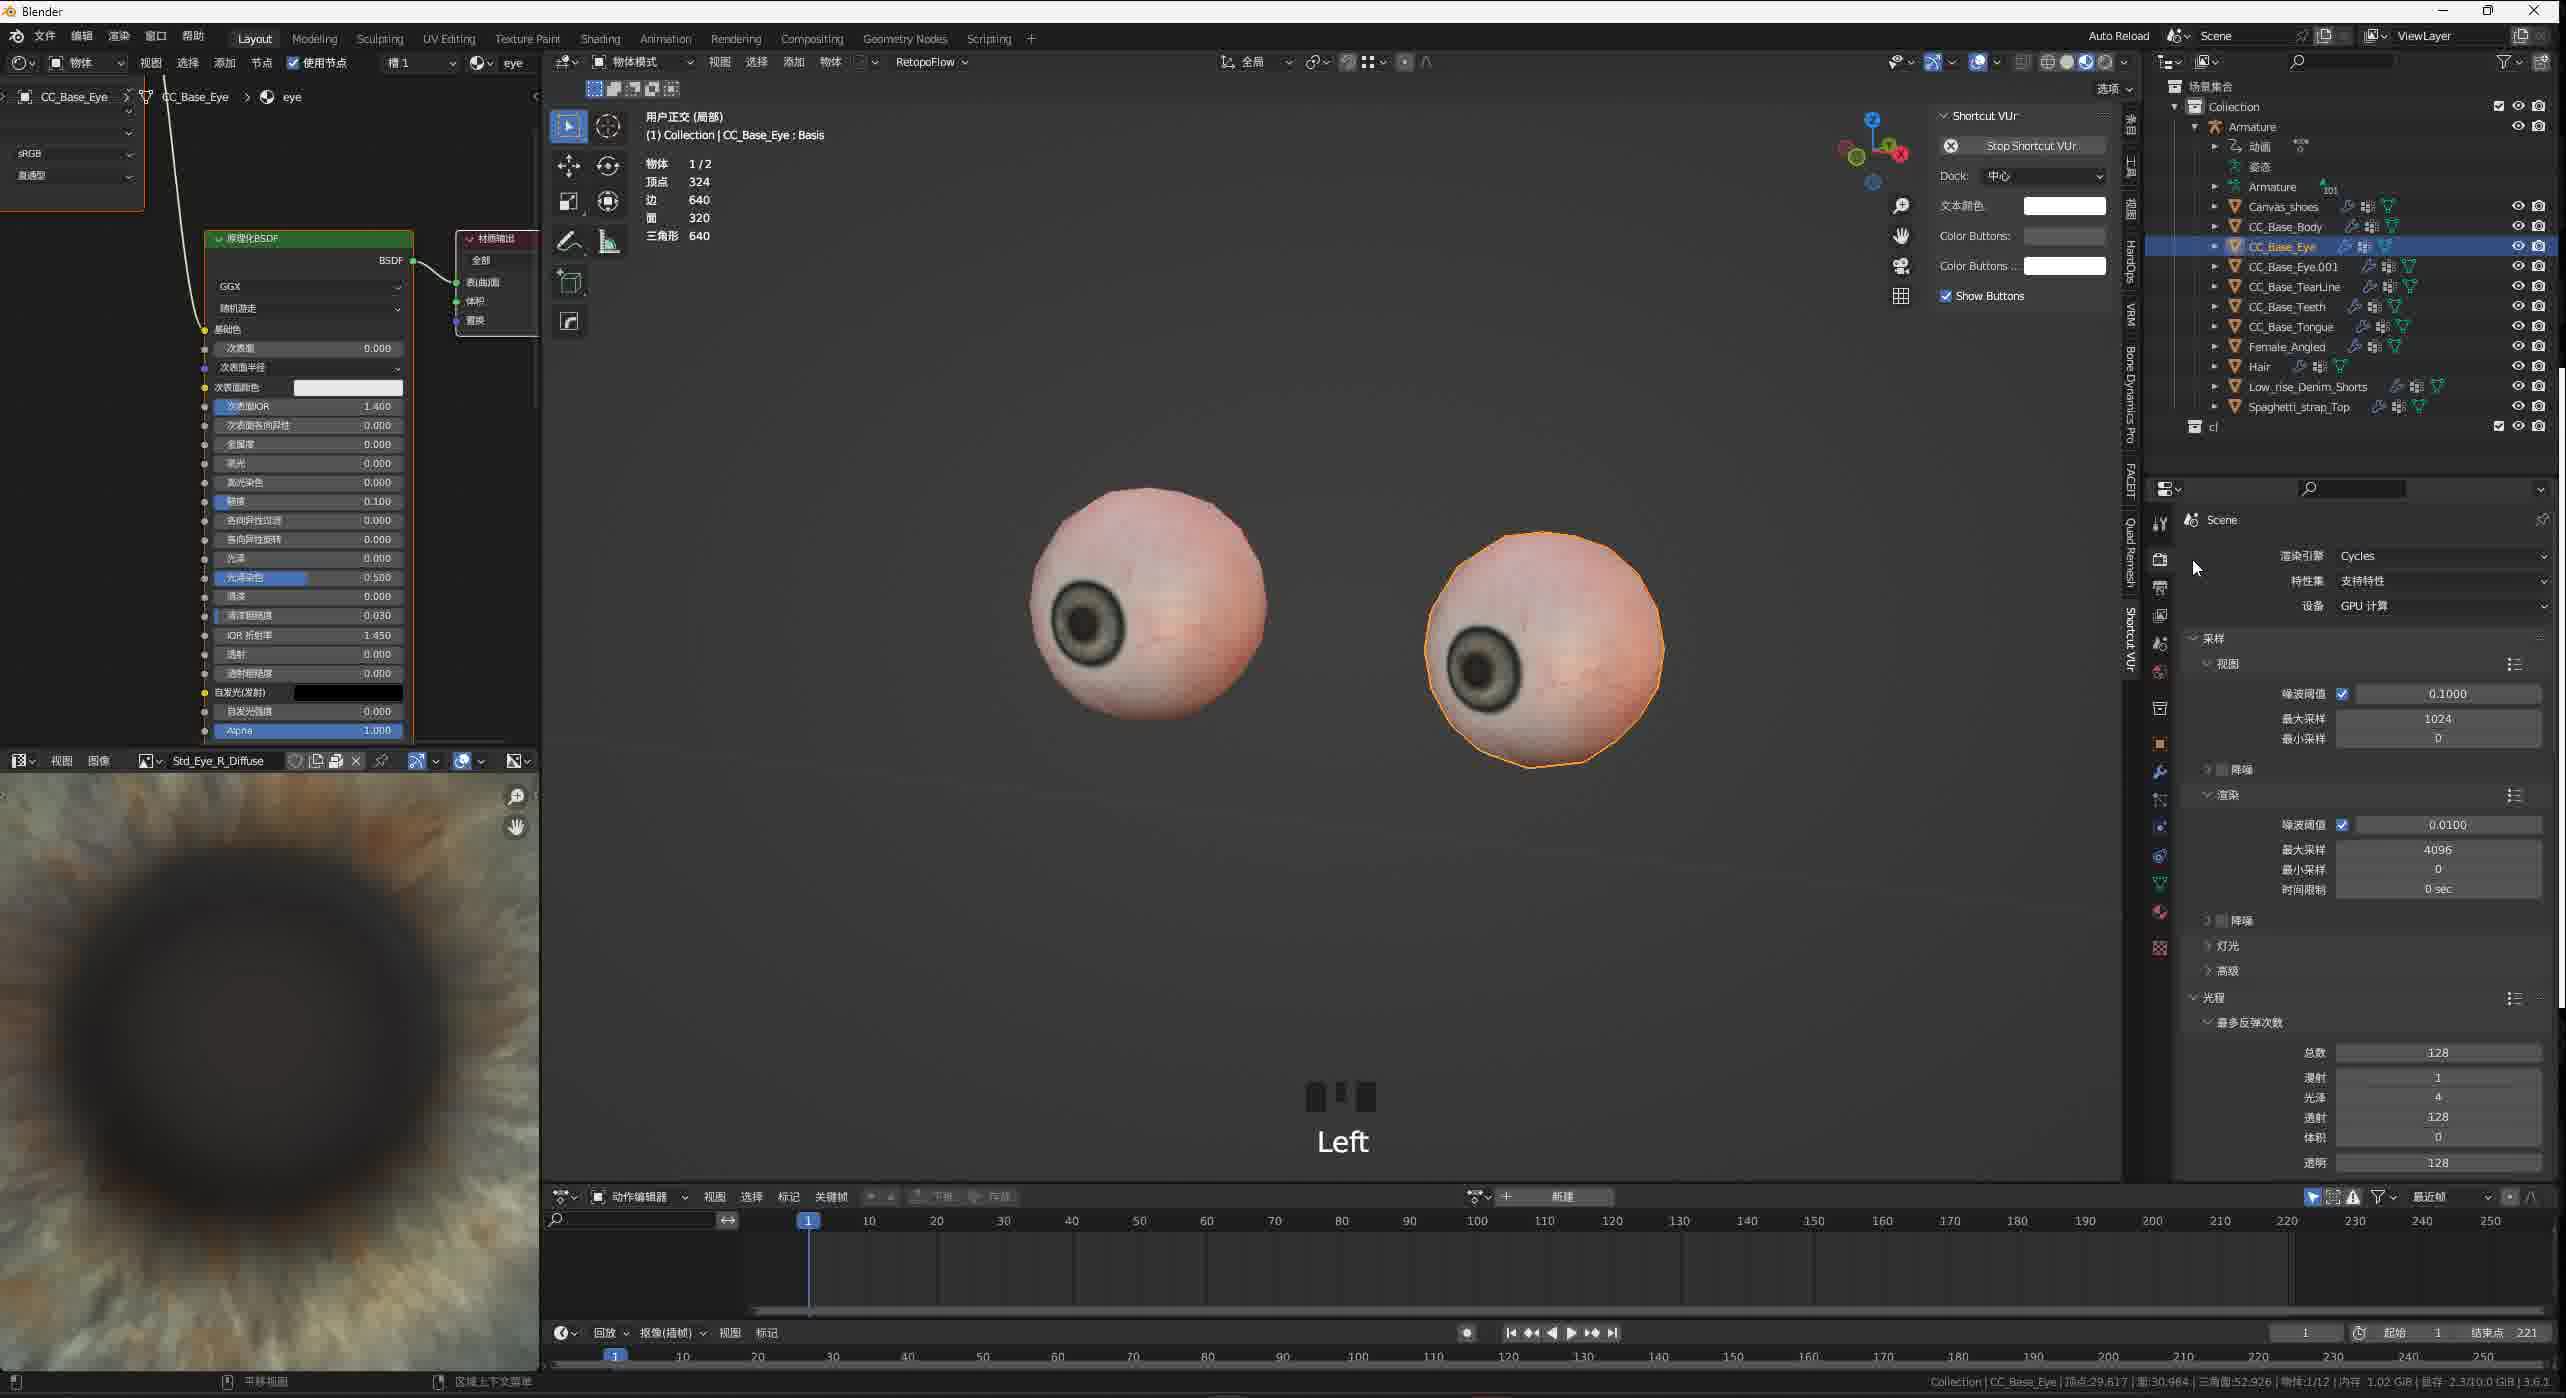 Blender
文件 编辑 渲染 窗口 帮助 Layout Modeling Sculpting UV Editing Texture Paint Shading Animation Rendering Compositing Geometry Nodes Scripting + Auto Reload Scene ViewLayer
物体 视图 选择 添加 节点 使用节点 槽 1 eye
物体模式 视图 选择 添加 物体 RetopoFlow 全局
选项
CC_Base_Eye > CC_Base_Eye > eye
sRGB
直通型
原理化BSDF
BSDF
GGX
随机游走
基础色
次表面 0.000
次表面半径
次表面颜色
次表面IOR 1.400
次表面各向异性 0.000
金属度 0.000
高光 0.000
高光染色 0.000
糙度 0.100
各向异性过滤 0.000
各向异性旋转 0.000
光泽 0.000
光泽染色 0.500
清漆 0.000
清漆粗糙度 0.030
IOR 折射率 1.450
透射 0.000
透射粗糙度 0.000
自发光(发射)
自发光强度 0.000
Alpha 1.000
材质输出
全部
表(曲)面
体积
置换
视图 图像 Std_Eye_R_Diffuse
用户正交 (局部)
(1) Collection | CC_Base_Eye : Basis
物体 1 / 2
顶点 324
边 640
面 320
三角形 640
Left
Shortcut VUr
Stop Shortcut VUr
Dock: 中心
文本颜色
Color Buttons:
Color Buttons ...
Show Buttons
条目
工具
视图
HardOps
VRM
Bone Dynamics Pro
FACEIT
Quad Remesh
Shortcut VUr
场景集合
Collection
Armature
动画
姿态
Armature 101
Canvas_shoes
CC_Base_Body
CC_Base_Eye
CC_Base_Eye.001
CC_Base_TearLine
CC_Base_Teeth
CC_Base_Tongue
Female_Angled
Hair
Low_rise_Denim_Shorts
Spaghetti_strap_Top
cl
Scene
渲染引擎 Cycles
特性集 支持特性
设备 GPU 计算
采样
视图
噪波阈值 0.1000
最大采样 1024
最小采样 0
降噪
渲染
噪波阈值 0.0100
最大采样 4096
最小采样 0
时间限制 0 sec
降噪
灯光
高级
光程
最多反弹次数
总数 128
漫射 1
光泽 4
透射 128
体积 0
透明 128
动作编辑器 视图 选择 标记 关键帧 下推 存放 + 新建 最近帧
1 10 20 30 40 50 60 70 80 90 100 110 120 130 140 150 160 170 180 190 200 210 220 230 240 250
回放 抠像(插帧) 视图 标记 1 起始 1 结束点 221
1 10 20 30 40 50 60 70 80 90 100 110 120 130 140 150 160 170 180 190 200 210 220 230 240 250
平移视图 区域上下文菜单 Collection | CC_Base_Eye | 顶点:29,617 | 面:30,964 | 三角面:52,926 | 物体:1/12 | 内存: 1.02 GiB | 显存: 2.3/10.0 GiB | 3.6.1